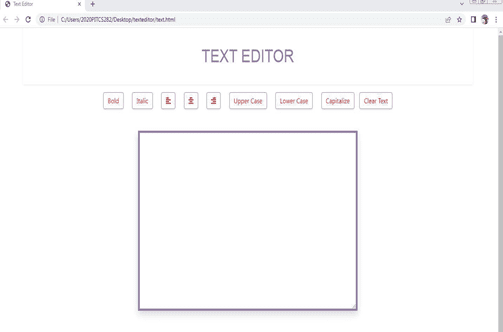 Text Editor
File C:/Users/2020PITCS282/Desktop/texteditor/text.html
TEXT EDITOR
Bold Italic Upper Case Lower Case Capitalize Clear Text